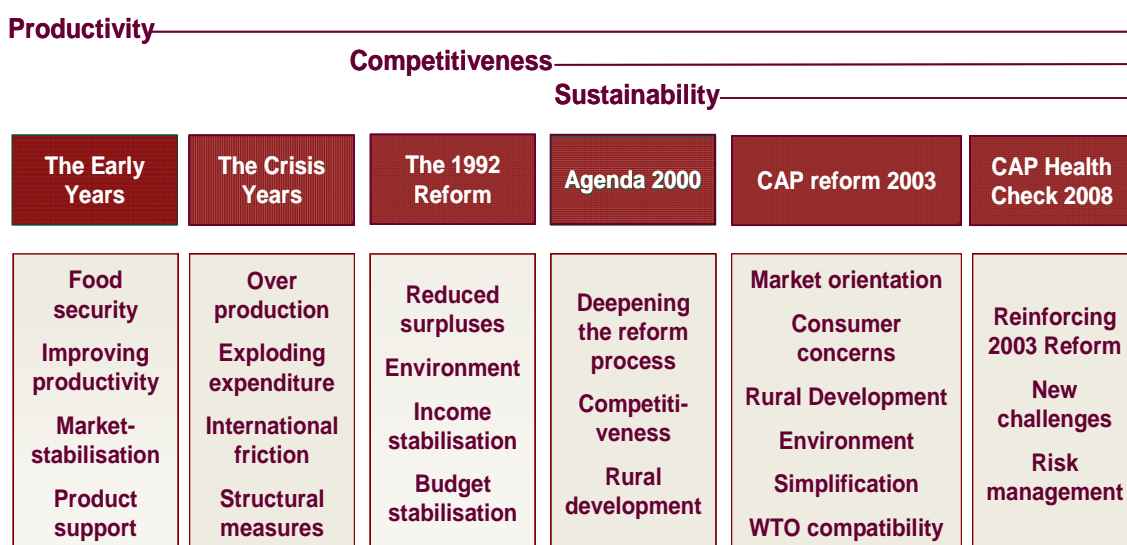 Productivity
Competitiveness
Sustainability
The Early
Years
The Crisis
Years
The 1992
Reform
Agenda 2000
CAP reform 2003
CAP Health
Check 2008
Food
security
Improving
productivity
Market-
stabilisation
Product
support
Over
production
Exploding
expenditure
International
friction
Structural
measures
Reduced
surpluses
Environment
Income
stabilisation
Budget
stabilisation
Deepening
the reform
process
Competiti-
veness
Rural
development
Market orientation
Consumer
concerns
Rural Development
Environment
Simplification
WTO compatibility
Reinforcing
2003 Reform
New
challenges
Risk
management